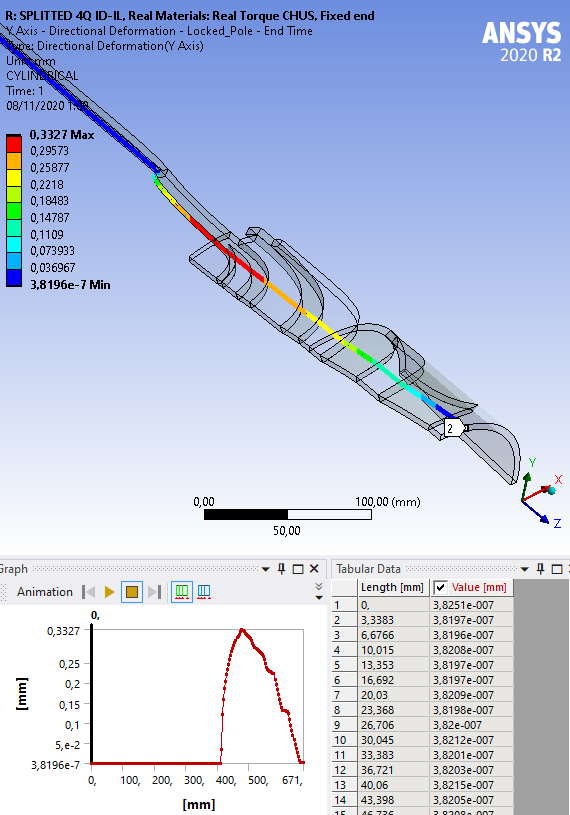 R: SPLITTED 4Q ID-IL, Real Materials: Real Torque CHUS, Fixed end
Y Axis - Directional Deformation - Locked_Pole - End Time
Type: Directional Deformation(Y Axis)
Unit: mm
CYLINDRICAL
Time: 1
08/11/2020
ANSYS
2020 R2
0,3327 Max
0,29573
0,25877
0,2218
0,18483
0,14787
0,1109
0,073933
0,036967
3,8196e-7 Min
2
Y
X
Z
0,00
100,00 (mm)
50,00
Graph
Animation
0,
0,3327
0,25
0,2
0,15
0,1
5,e-2
3,8196e-7
[mm]
0, 100, 200, 300, 400, 500, 671,
[mm]
Tabular Data
Length [mm] Value [mm]
1 0, 3,8251e-007
2 3,3383 3,8197e-007
3 6,6766 3,8196e-007
4 10,015 3,8208e-007
5 13,353 3,8197e-007
6 16,692 3,8197e-007
7 20,03 3,8209e-007
8 23,368 3,8198e-007
9 26,706 3,82e-007
10 30,045 3,8212e-007
11 33,383 3,8201e-007
12 36,721 3,8203e-007
13 40,06 3,8215e-007
14 43,398 3,8205e-007
15 46,736 3,8208e-007